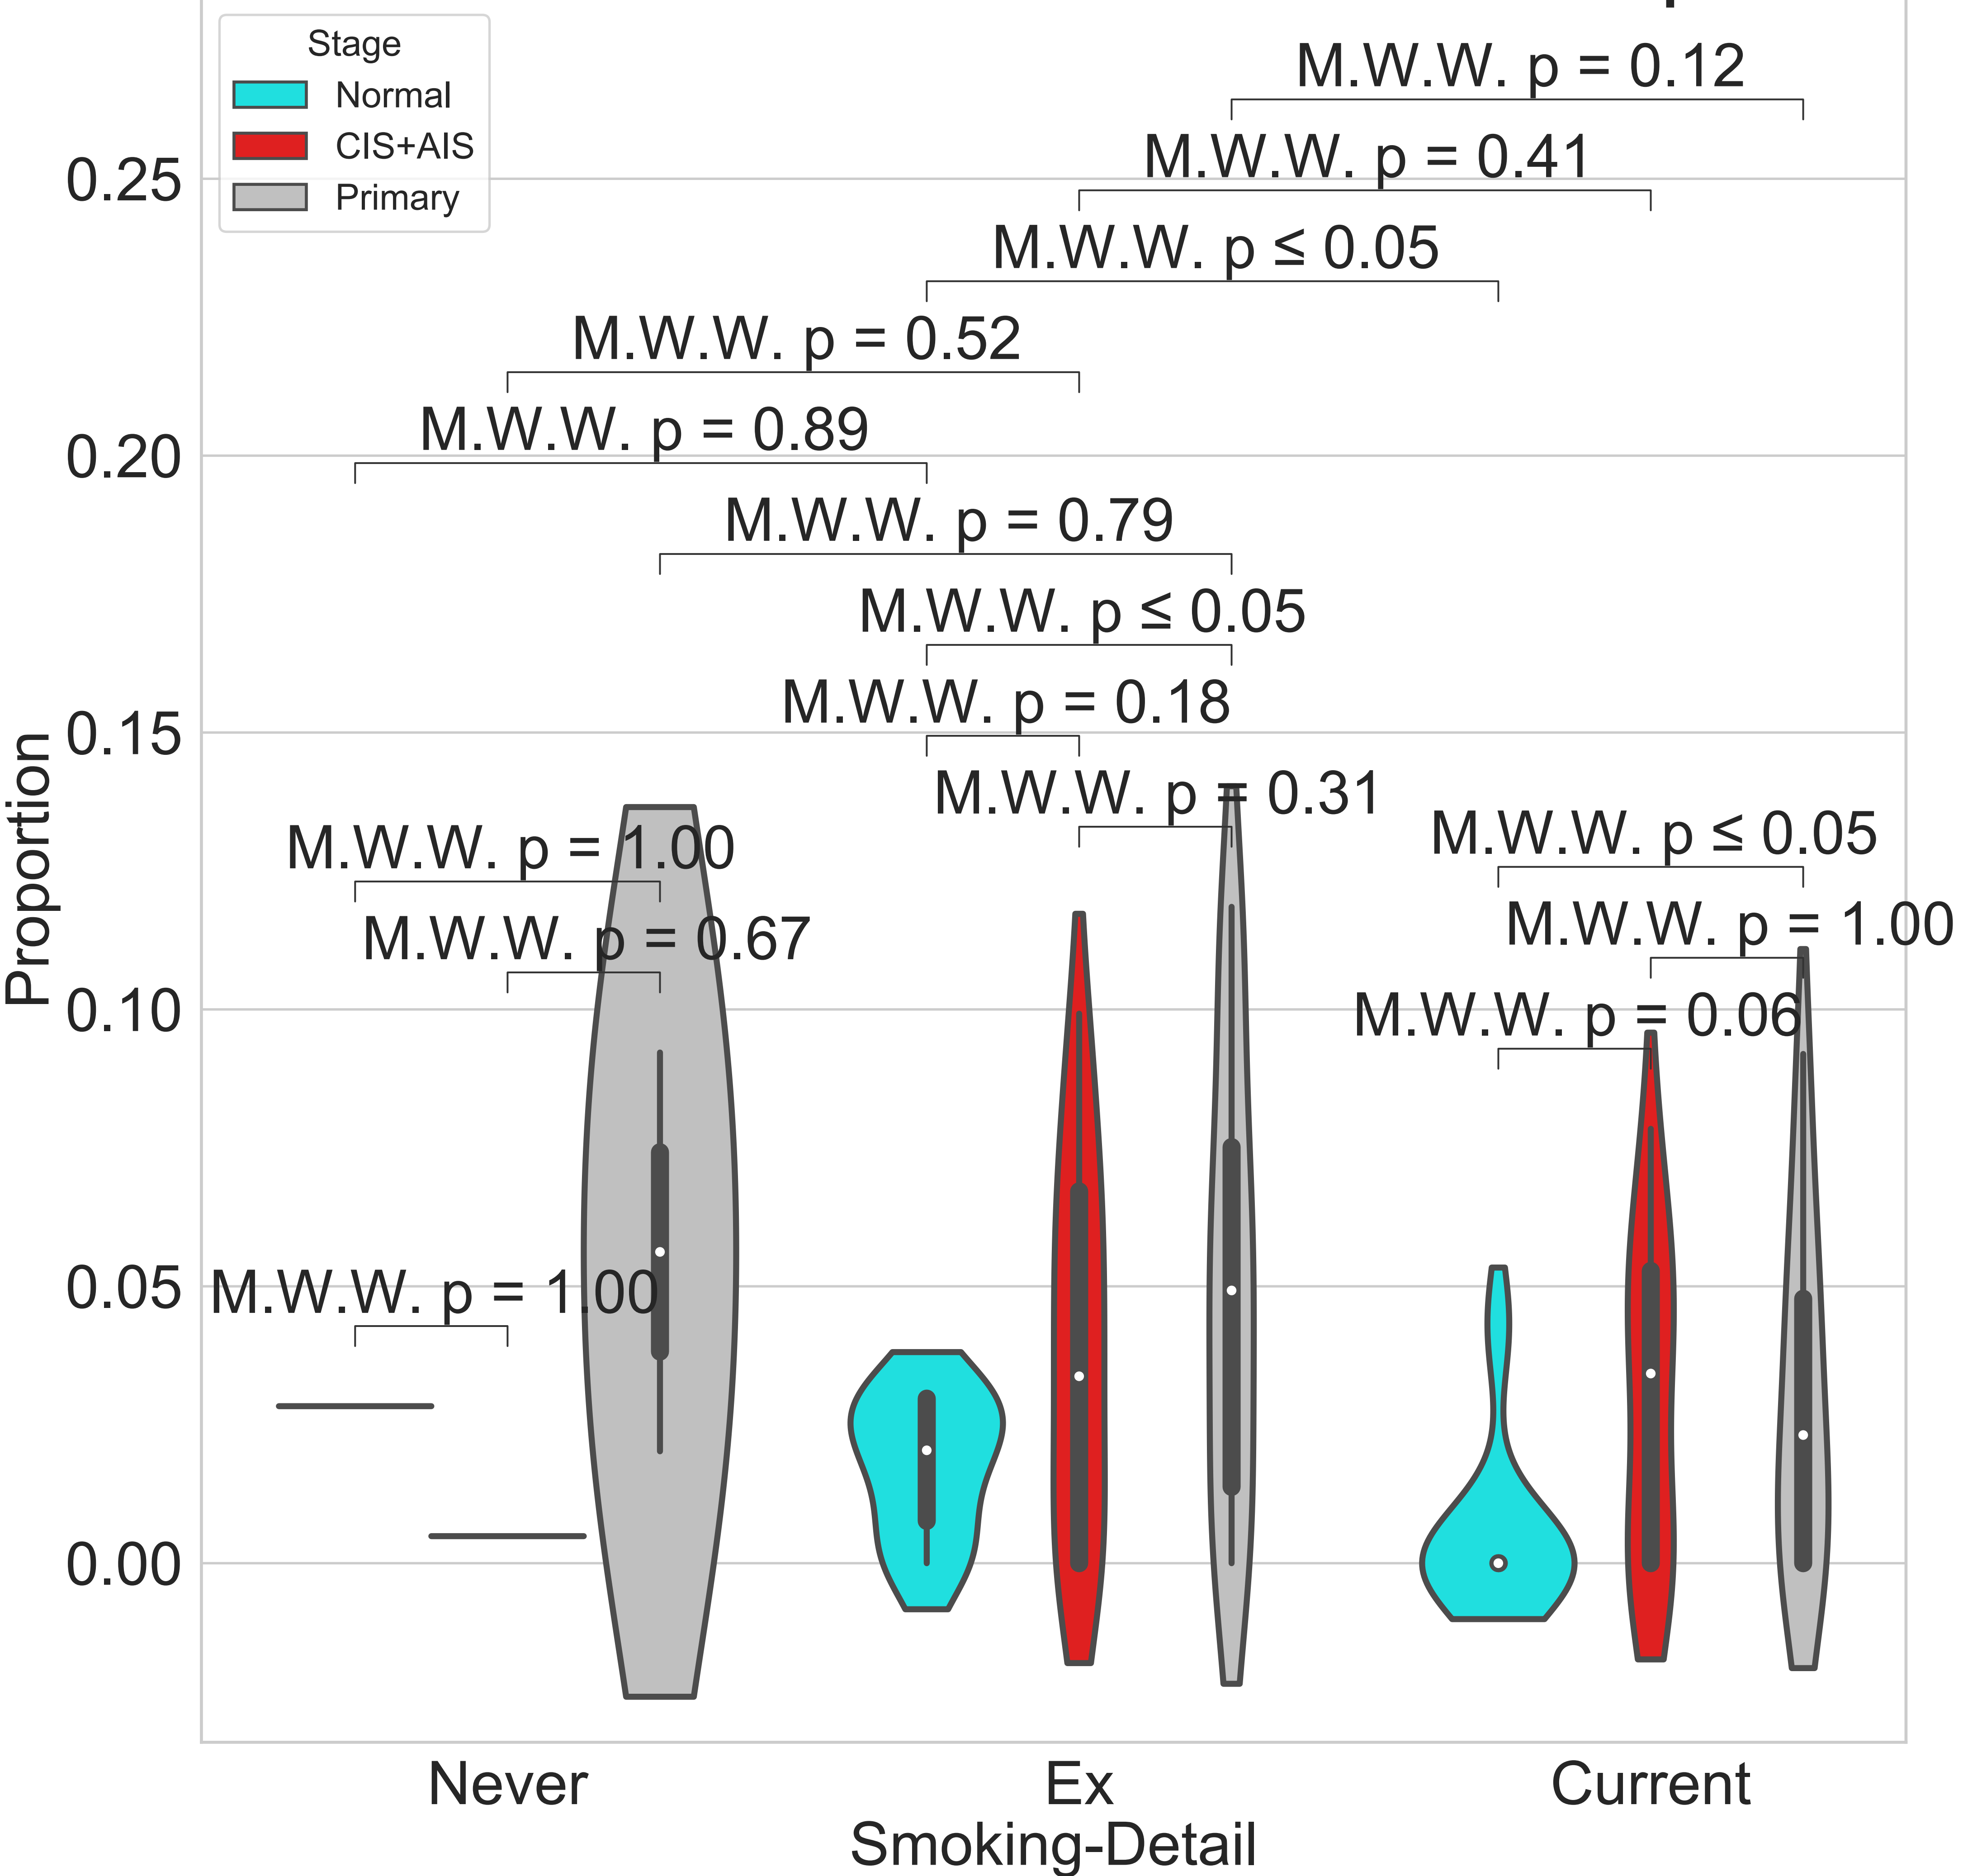 Stage
Normal
CIS+AIS
Primary
M.W.W. p = 0.12
M.W.W. p = 0.41
M.W.W. p ≤ 0.05
M.W.W. p = 0.52
M.W.W. p = 0.89
M.W.W. p = 0.79
M.W.W. p ≤ 0.05
M.W.W. p = 0.18
M.W.W. p = 0.31
M.W.W. p ≤ 0.05
M.W.W. p = 1.00
M.W.W. p = 1.00
M.W.W. p = 0.67
M.W.W. p = 0.06
M.W.W. p = 1.00
0.25
0.20
0.15
0.10
0.05
0.00
Proportion
Never
Ex
Current
Smoking-Detail